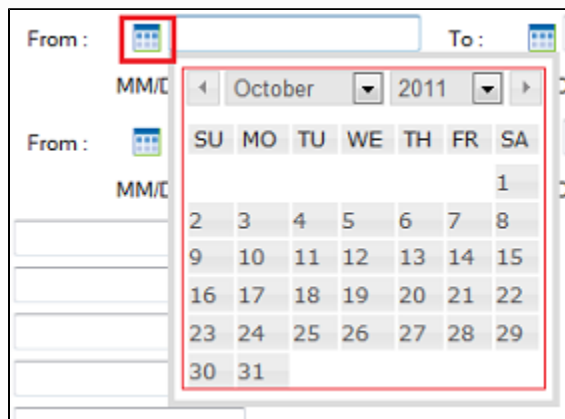 From :
To :
MM/D
October
2011
From :
SU MO TU WE TH FR SA
MM/D
1
2 3 4 5 6 7 8
9 10 11 12 13 14 15
16 17 18 19 20 21 22
23 24 25 26 27 28 29
30 31